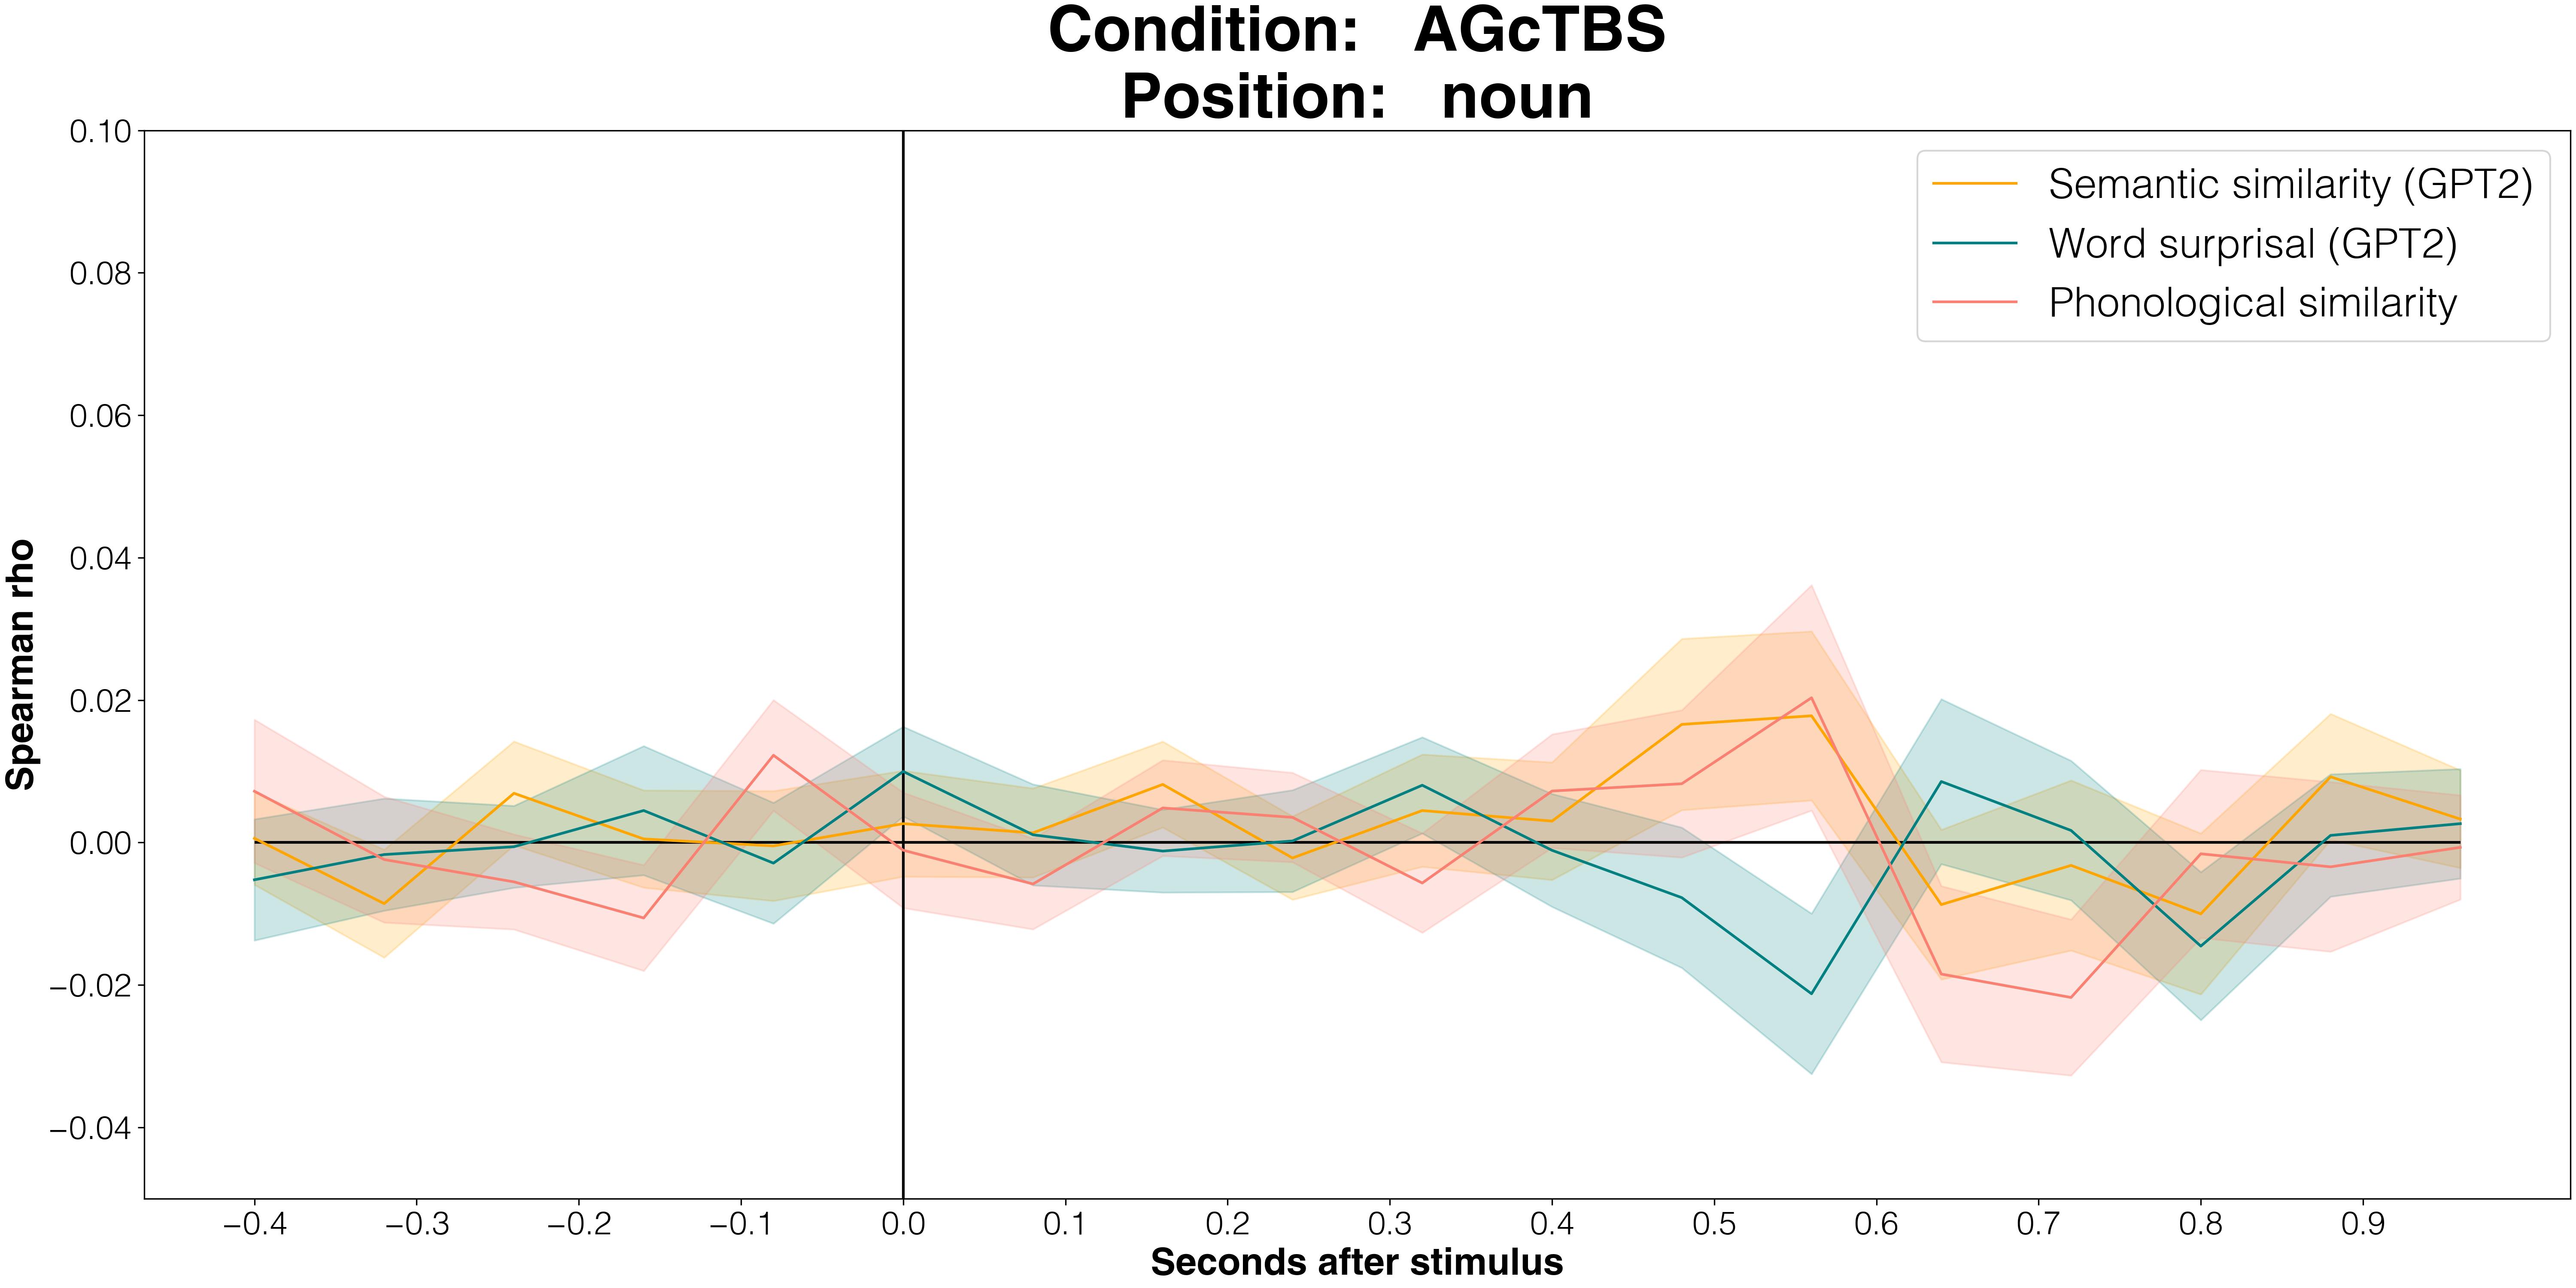 Condition: AGcTBS
Position: noun
Semantic similarity (GPT2)
Word surprisal (GPT2)
Phonological similarity
Spearman rho
0.10
0.08
0.06
0.04
0.02
0.00
−0.02
−0.04
−0.4 −0.3 −0.2 −0.1 0.0 0.1 0.2 0.3 0.4 0.5 0.6 0.7 0.8 0.9
Seconds after stimulus